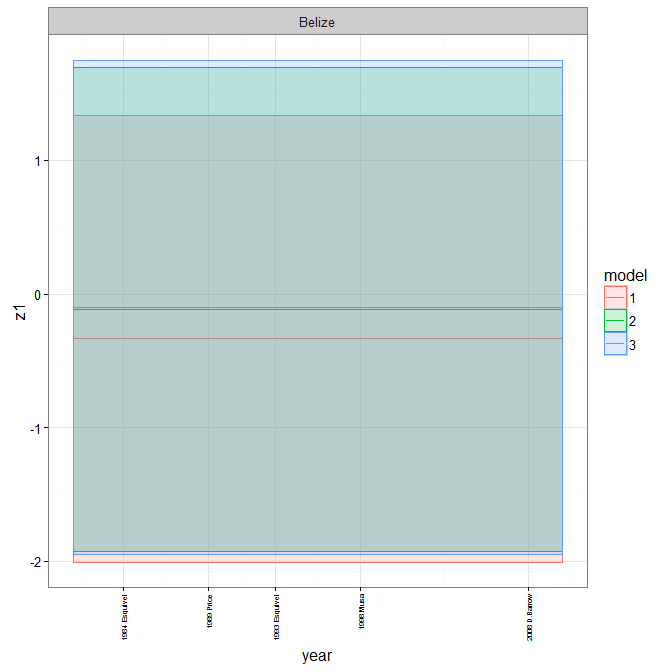 Belize
1
0
-1
-2
z1
1984 Esquivel
1989 Price
1993 Esquivel
1998 Musa
2008 D.Barrow
year
model
1
2
3